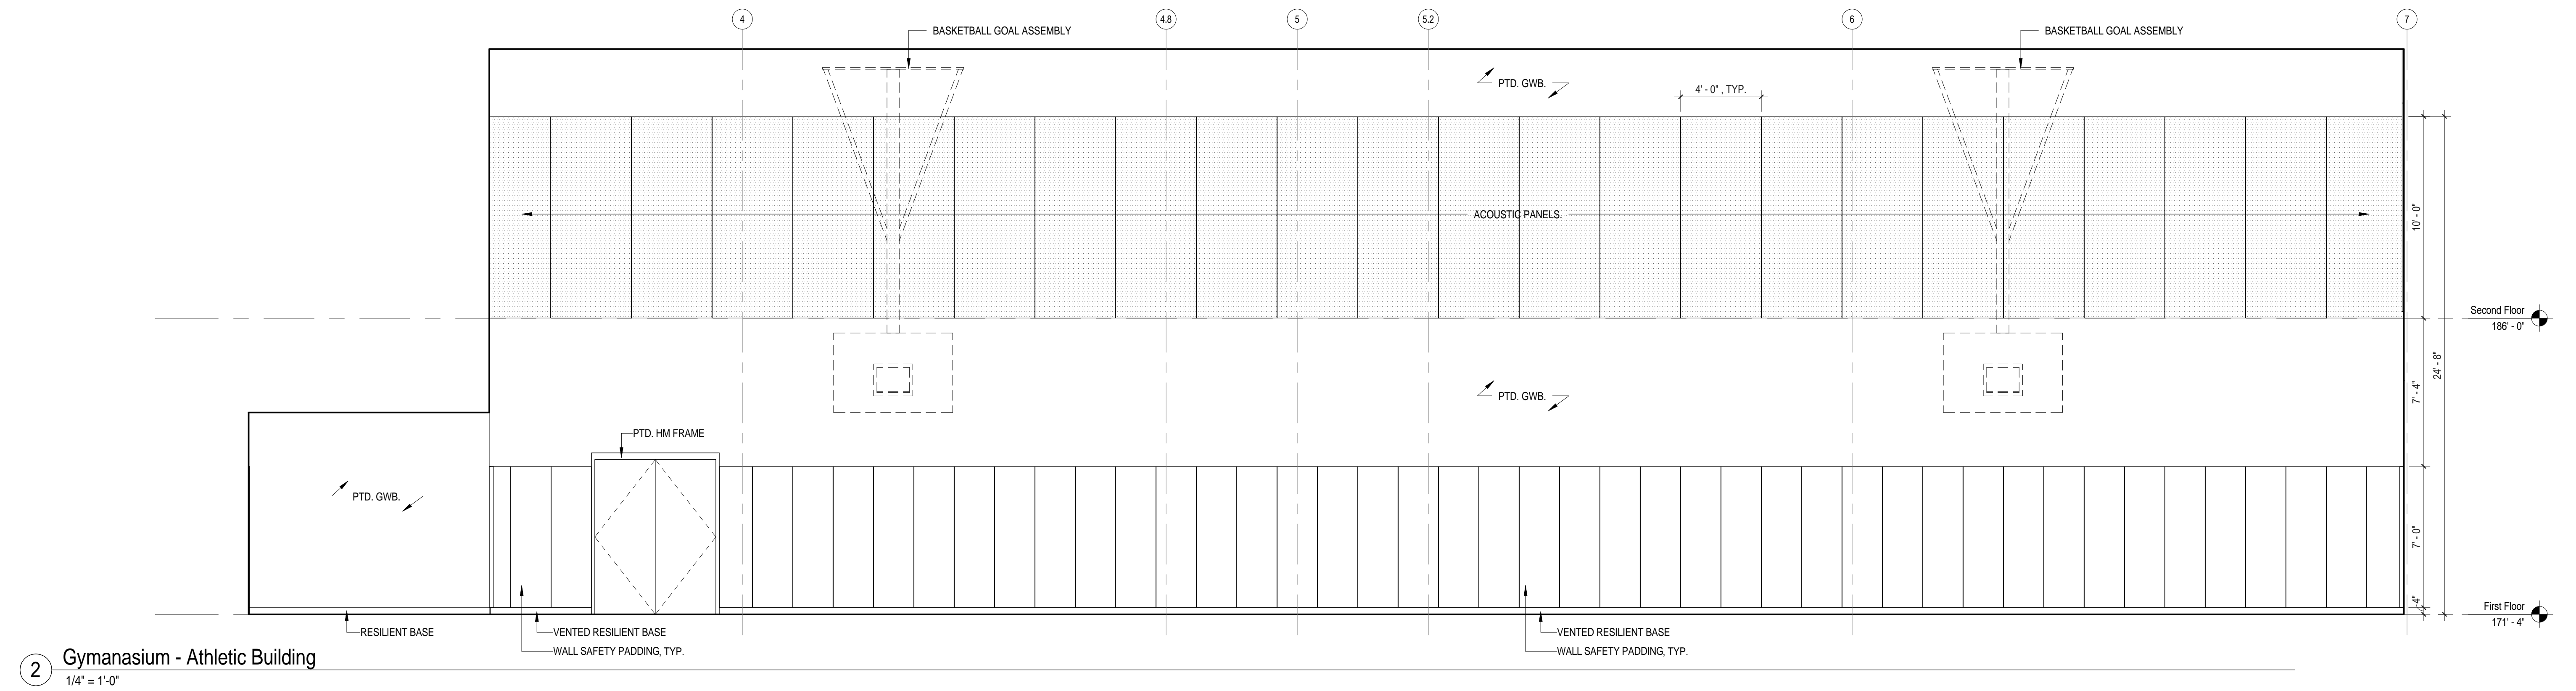 4
4.8
5
5.2
6
7
BASKETBALL GOAL ASSEMBLY
BASKETBALL GOAL ASSEMBLY
PTD. GWB.
4' - 0" , TYP.
ACOUSTIC PANELS.
10' - 0"
Second Floor
186' - 0"
24' - 8"
7' - 4"
PTD. GWB.
PTD. HM FRAME
PTD. GWB.
7' - 0"
4"
First Floor
171' - 4"
RESILIENT BASE
VENTED RESILIENT BASE
VENTED RESILIENT BASE
WALL SAFETY PADDING, TYP.
WALL SAFETY PADDING, TYP.
2
Gymanasium - Athletic Building
1/4" = 1'-0"